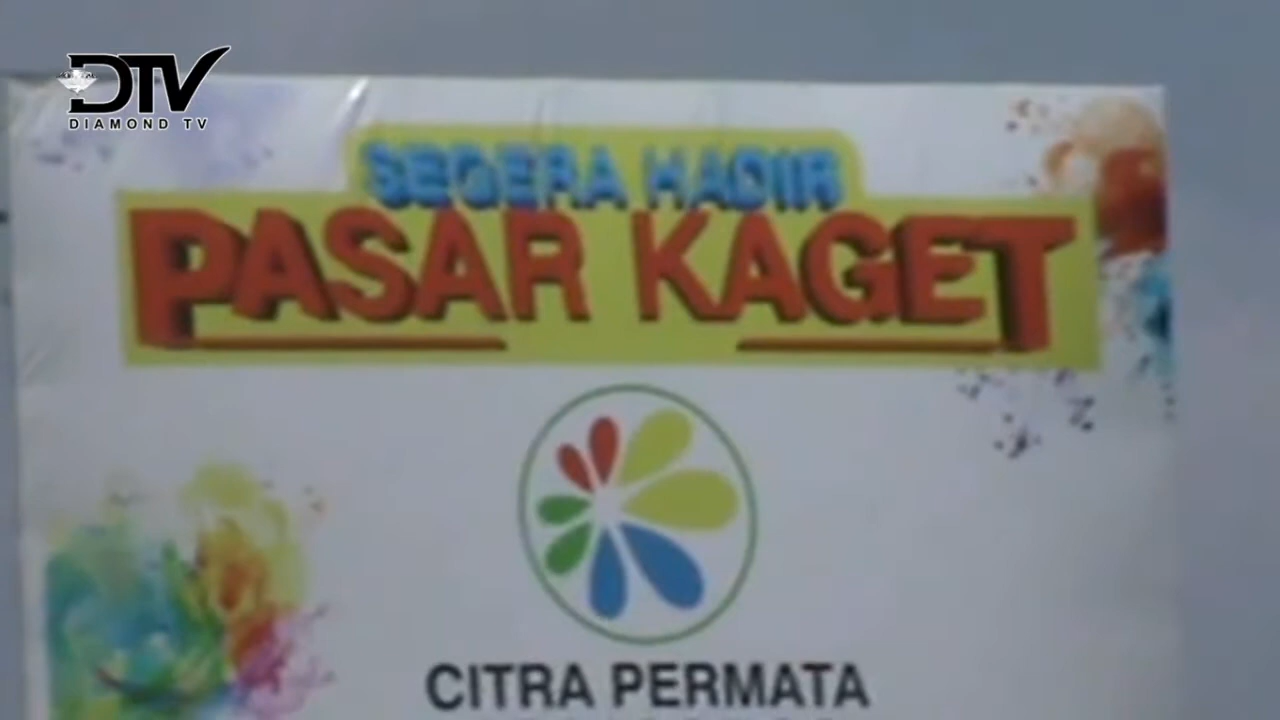 DTV
DIAMOND TV
SEGERA HADIR
PASAR KAGET
CITRA PERMATA